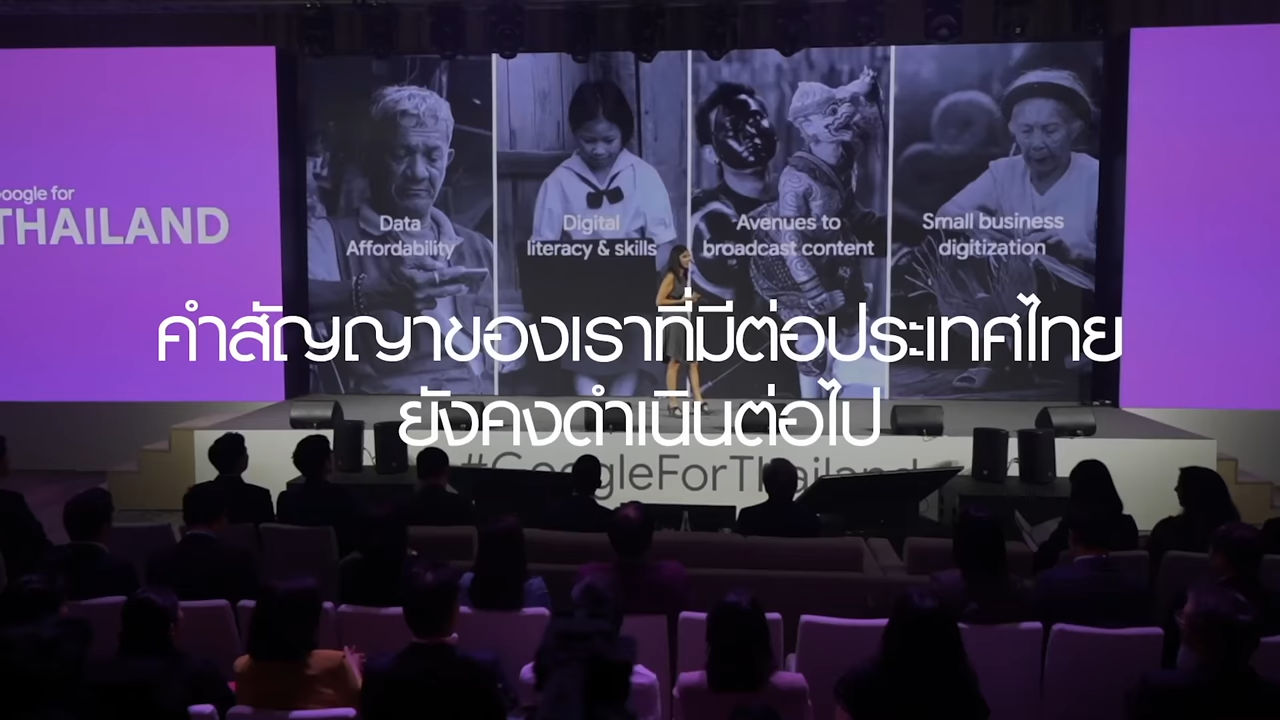 Google for
THAILAND
Data
Affordability
Digital
literacy & skills
Avenues to
broadcast content
Small business
digitization
คำสัญญาของเราที่มีต่อประเทศไทย
ยังคงดำเนินต่อไป
#GoogleForThailand